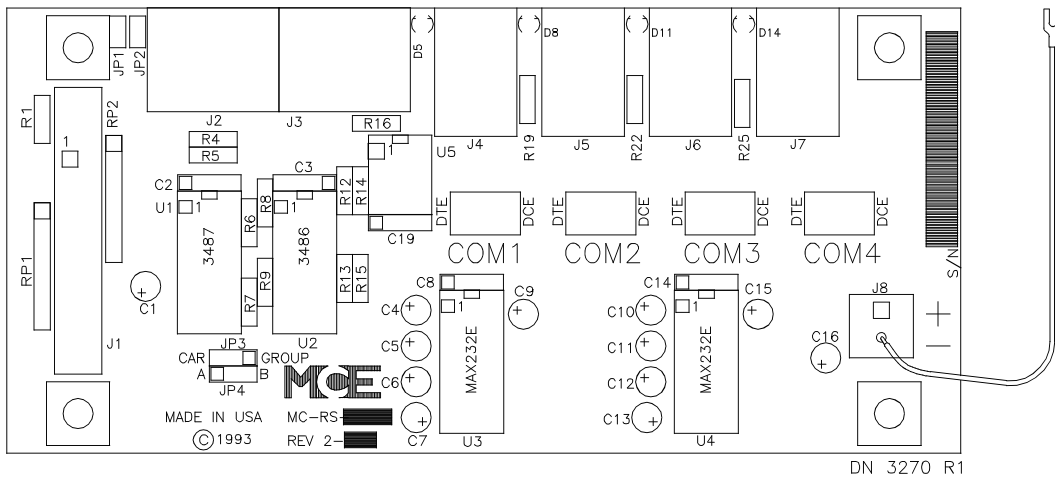 JP1
JP2
D5
D8
D11
D14
R1
RP2
J2
J3
J4
R19
J5
R22
J6
R25
J7
R16
1
R4
R5
1
U5
C2
C3
R12
R14
U1
1
R8
1
R6
C19
DTE
DCE
DTE
DCE
DTE
DCE
DTE
DCE
COM1
COM2
COM3
COM4
3487
3486
S/N
RP1
R9
R13
R15
R7
C1
C8
C9
C14
C15
J8
1
1
C4
C10
+
C5
C11
C16
−
MAX232E
MAX232E
J1
JP3
U2
CAR
GROUP
A
B
JP4
MCE
C6
C12
MADE IN USA
MC-RS-
C13
© 1993
REV 2-
C7
U3
U4
DN 3270 R1